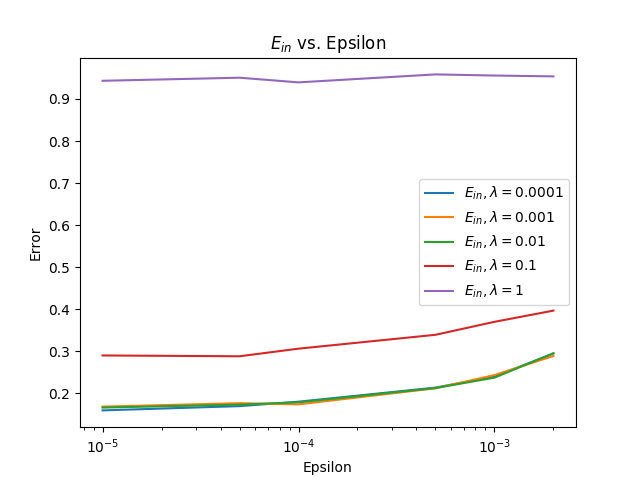 E_in vs. Epsilon
Error
0.9
0.8
0.7
0.6
0.5
0.4
0.3
0.2
E_in, λ = 0.0001
E_in, λ = 0.001
E_in, λ = 0.01
E_in, λ = 0.1
E_in, λ = 1
10⁻⁵ 10⁻⁴ 10⁻³
Epsilon